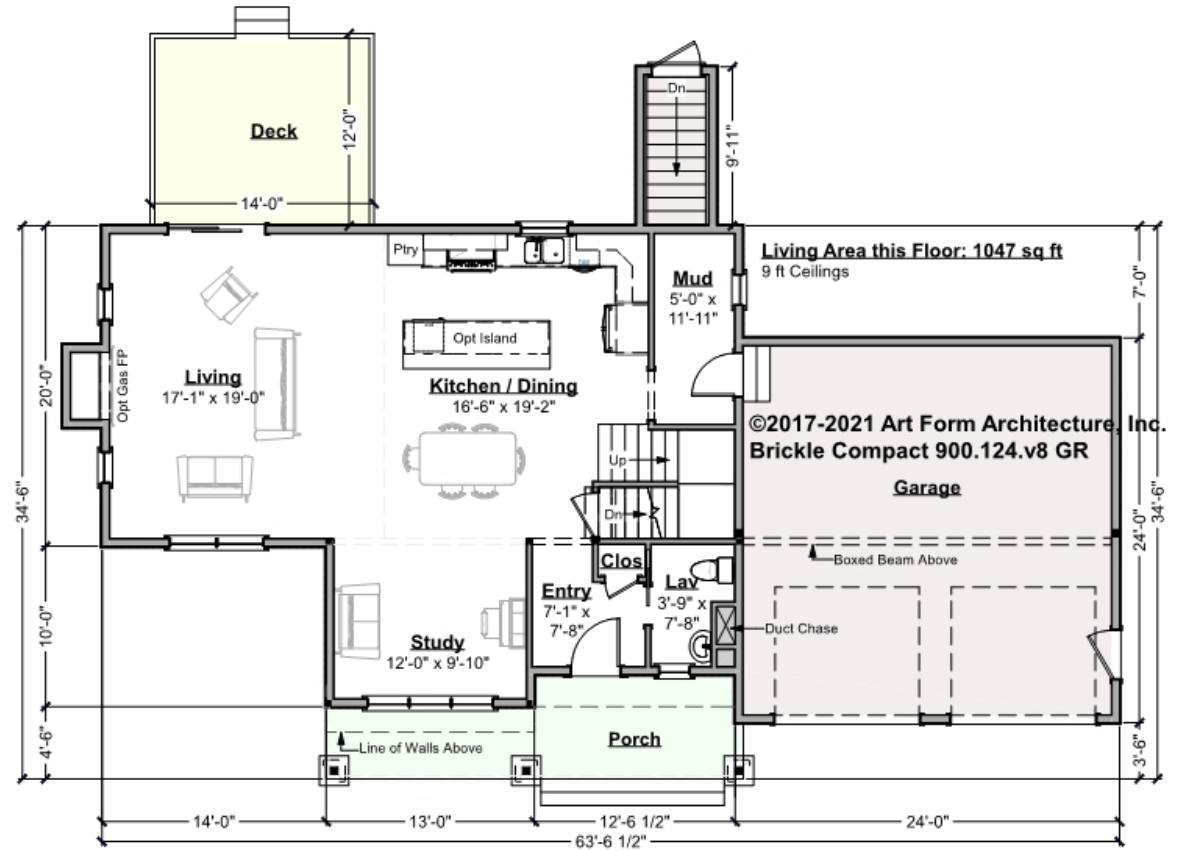 Deck
12'-0"
14'-0"
Dn
9'-11"
Ptry
Mud
5'-0" x
11'-11"
Living Area this Floor: 1047 sq ft
9 ft Ceilings
7'-0"
Opt Island
Opt Gas FP
Living
17'-1" x 19'-0"
Kitchen / Dining
16'-6" x 19'-2"
20'-0"
34'-6"
©2017-2021 Art Form Architecture, Inc.
Brickle Compact 900.124.v8 GR
Garage
Up
Dn
24'-0"
34'-6"
Boxed Beam Above
Clos
Entry
7'-1" x
7'-8"
Lav
3'-9" x
7'-8"
Duct Chase
10'-0"
Study
12'-0" x 9'-10"
4'-6"
Line of Walls Above
Porch
3'-6"
14'-0"
13'-0"
12'-6 1/2"
24'-0"
63'-6 1/2"